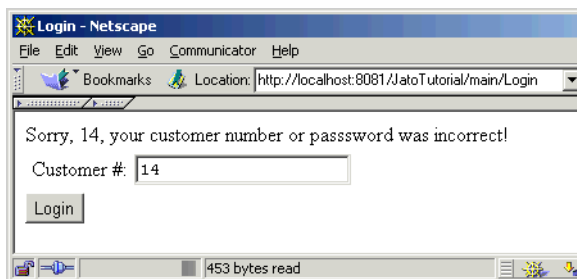 Login - Netscape
File Edit View Go Communicator Help
Bookmarks Location: http://localhost:8081/JatoTutorial/main/Login
Sorry, 14, your customer number or passsword was incorrect!
Customer #: 14
Login
453 bytes read